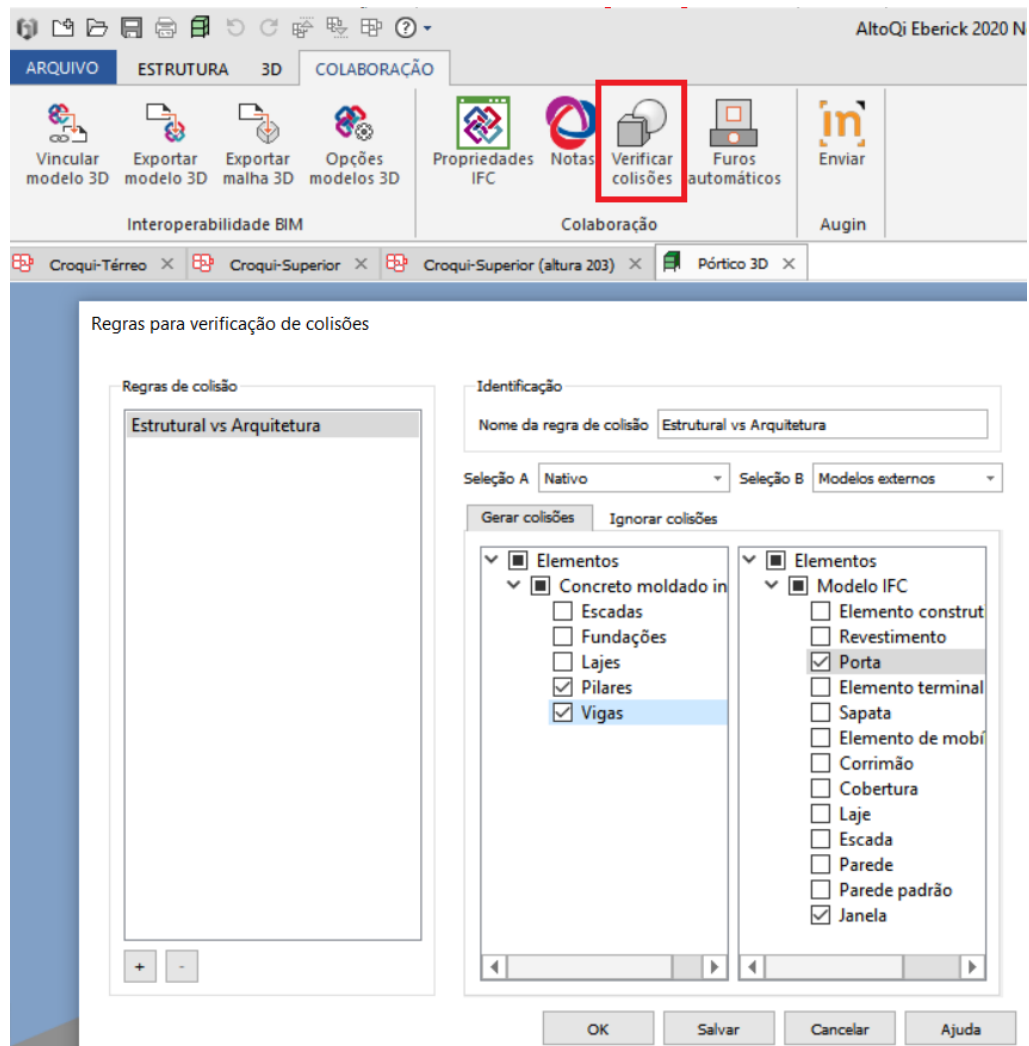 AltoQi Eberick 2020 N
ARQUIVO ESTRUTURA 3D COLABORAÇÃO
in
Vincular modelo 3D
Exportar modelo 3D
Exportar malha 3D
Opções modelos 3D
Propriedades IFC
Notas
Verificar colisões
Furos automáticos
Enviar
Interoperabilidade BIM Colaboração Augin
Croqui-Térreo Croqui-Superior Croqui-Superior (altura 203) Pórtico 3D
Regras para verificação de colisões
Regras de colisão
Estrutural vs Arquitetura
+ -
Identificação
Nome da regra de colisão Estrutural vs Arquitetura
Seleção A Nativo Seleção B Modelos externos
Gerar colisões Ignorar colisões
Elementos
Concreto moldado in
Escadas
Fundações
Lajes
Pilares
Vigas
Elementos
Modelo IFC
Elemento construt
Revestimento
Porta
Elemento terminal
Sapata
Elemento de mobí
Corrimão
Cobertura
Laje
Escada
Parede
Parede padrão
Janela
OK Salvar Cancelar Ajuda